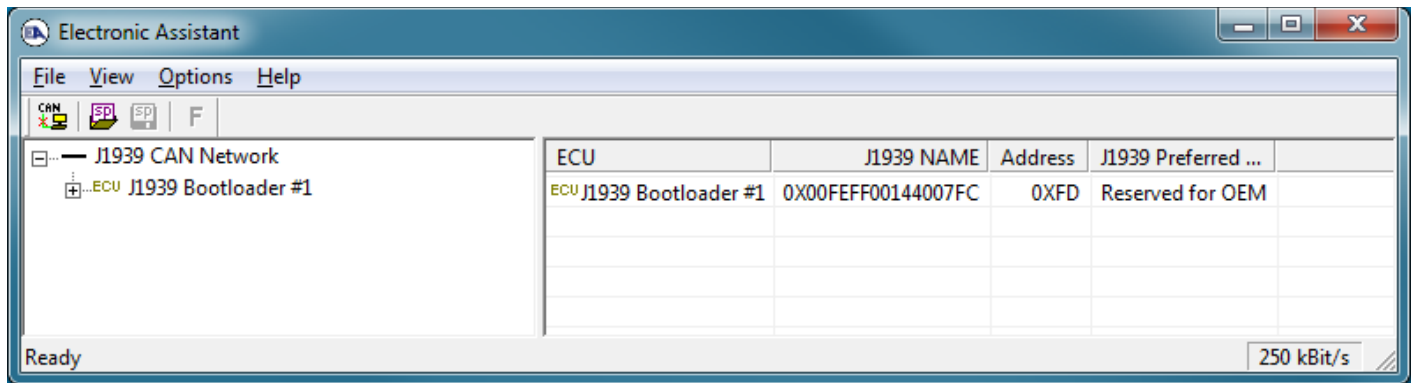 Electronic Assistant
File View Options Help
CAN SP SP F
J1939 CAN Network
ECU J1939 Bootloader #1
ECU J1939 NAME Address J1939 Preferred ...
ECU J1939 Bootloader #1 0X00FEFF00144007FC 0XFD Reserved for OEM
Ready 250 kBit/s